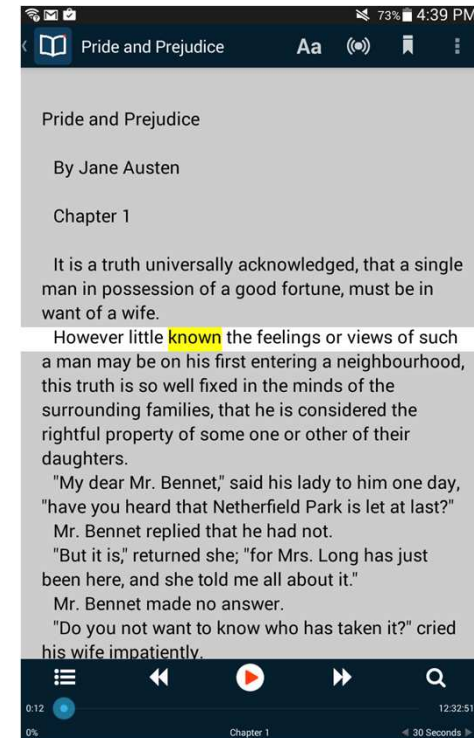 73% 4:39 PM
Pride and Prejudice Aa
Pride and Prejudice
By Jane Austen
Chapter 1
It is a truth universally acknowledged, that a single
man in possession of a good fortune, must be in
want of a wife.
However little known the feelings or views of such
a man may be on his first entering a neighbourhood,
this truth is so well fixed in the minds of the
surrounding families, that he is considered the
rightful property of some one or other of their
daughters.
"My dear Mr. Bennet," said his lady to him one day,
"have you heard that Netherfield Park is let at last?"
Mr. Bennet replied that he had not.
"But it is," returned she; "for Mrs. Long has just
been here, and she told me all about it."
Mr. Bennet made no answer.
"Do you not want to know who has taken it?" cried
his wife impatiently.
0:12 12:32:51
0% Chapter 1 30 Seconds